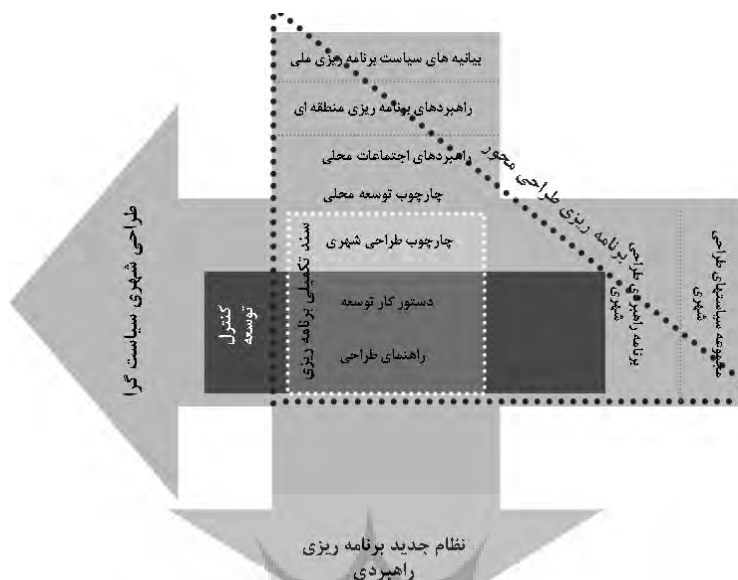 بیانیه های سیاست برنامه ریزی ملی
راهبردهای برنامه ریزی منطقه ای
راهبردهای اجتماعات محلی
چارچوب توسعه محلی
چارچوب طراحی شهری
دستور کار توسعه
راهنمای طراحی
سند تکمیلی برنامه ریزی
کنترل
توسعه
برنامه ریزی طراحی محور
برنامه راهبردی طراحی
شهری
مجموعه سیاستهای طراحی
شهری
طراحی شهری سیاست گرا
نظام جدید برنامه ریزی
راهبردی